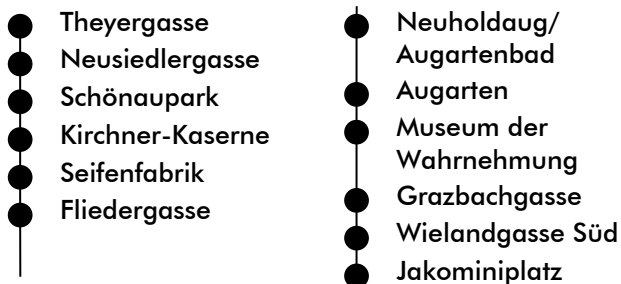 Theyergasse
Neusiedlergasse
Schönaupark
Kirchner-Kaserne
Seifenfabrik
Fliedergasse
Neuholdaug/
Augartenbad
Augarten
Museum der
Wahrnehmung
Grazbachgasse
Wielandgasse Süd
Jakominiplatz